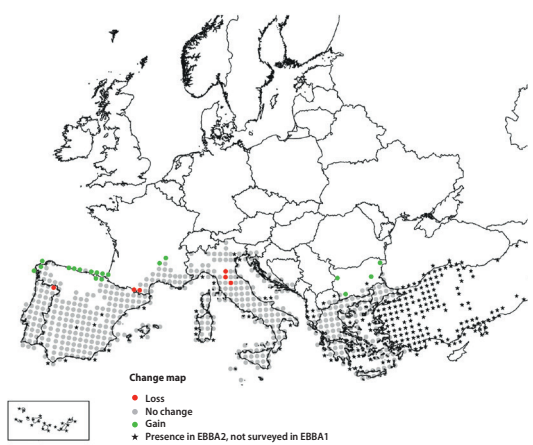 Change map
Loss
No change
Gain
Presence in EBBA2, not surveyed in EBBA1